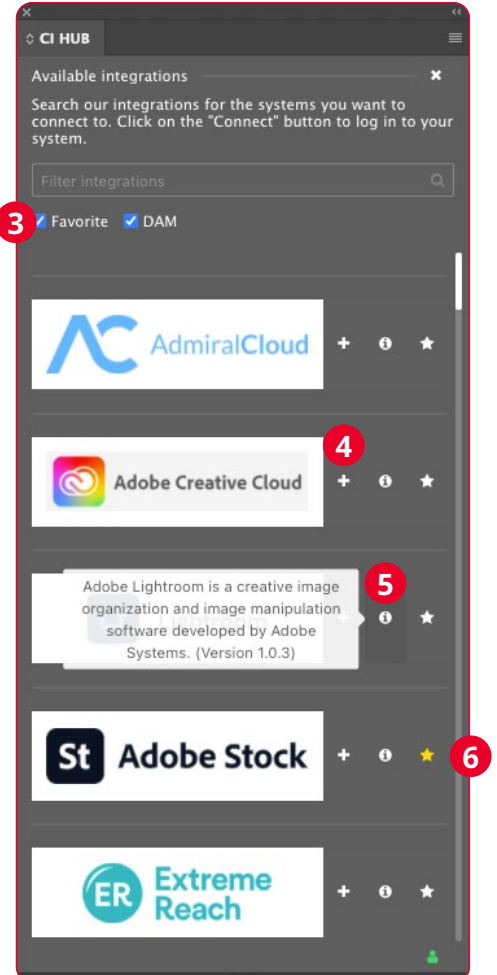 CI HUB
Available integrations
Search our integrations for the systems you want to
connect to. Click on the "Connect" button to log in to your
system.
Filter integrations
3
Favorite
DAM
AC AdmiralCloud
4
Adobe Creative Cloud
5
Adobe Lightroom is a creative image
organization and image manipulation
software developed by Adobe
Systems. (Version 1.0.3)
Lightroom
St Adobe Stock
6
ER Extreme
Reach